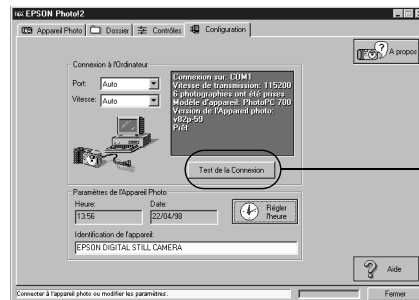 EPSON Photo!2
Appareil Photo
Dossier
Contrôles
Configuration
A propos
Connexion à l'Ordinateur
Port: Auto
Vitesse: Auto
Connexion sur: COM1
Vitesse de transmission: 115200
6 photographies ont été prises
Modèle d'appareil: PhotoPC 700
Version de l'Appareil photo:
v82p-59
Prêt
Test de la Connexion
Paramètres de l'Appareil Photo
Heure: Date:
13:56 22/04/98
Régler
l'heure
Identification de l'appareil:
EPSON DIGITAL STILL CAMERA
Aide
Connecter à l'appareil photo ou modifier les paramètres.
Fermer